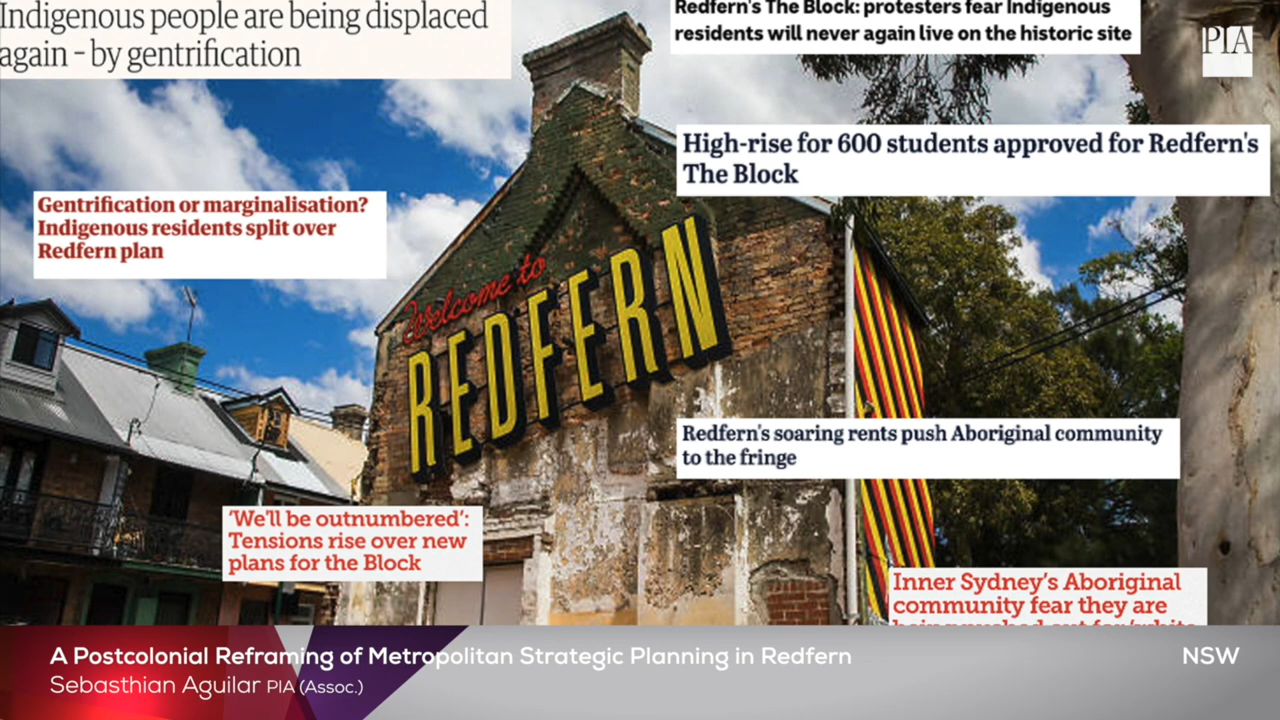 Indigenous people are being displaced
again – by gentrification
Redfern's The Block: protesters fear Indigenous
residents will never again live on the historic site
PIA
High-rise for 600 students approved for Redfern's
The Block
Gentrification or marginalisation?
Indigenous residents split over
Redfern plan
Welcome to
REDFERN
Redfern's soaring rents push Aboriginal community
to the fringe
'We'll be outnumbered':
Tensions rise over new
plans for the Block
Inner Sydney's Aboriginal
community fear they are
A Postcolonial Reframing of Metropolitan Strategic Planning in Redfern
NSW
Sebasthian Aguilar PIA (Assoc.)